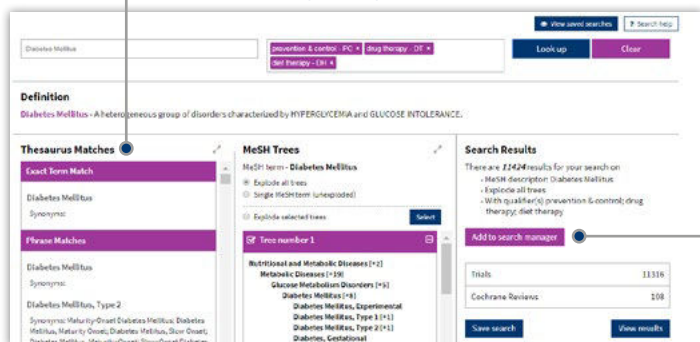 View saved searches
? Search help
Diabetes Mellitus
prevention & control - PC × drug therapy - DT ×
diet therapy - DH ×
Look up
Clear
Definition
Diabetes Mellitus - A heterogeneous group of disorders characterized by HYPERGLYCEMIA and GLUCOSE INTOLERANCE.
Thesaurus Matches
Exact Term Match
Diabetes Mellitus
Synonyms:
Phrase Matches
Diabetes Mellitus
Synonyms:
Diabetes Mellitus, Type 2
Synonyms: Maturity-Onset Diabetes Mellitus; Diabetes
Mellitus, Maturity Onset; Diabetes Mellitus, Slow Onset;
MeSH Trees
MeSH term - Diabetes Mellitus
Explode all trees
Single MeSH term (unexploded)
Explode selected trees
Select
Tree number 1
Nutritional and Metabolic Diseases [+2]
Metabolic Diseases [+19]
Glucose Metabolism Disorders [+5]
Diabetes Mellitus [+8]
Diabetes Mellitus, Experimental
Diabetes Mellitus, Type 1 [+1]
Diabetes Mellitus, Type 2 [+1]
Diabetes, Gestational
Search Results
There are 11424 results for your search on
- MeSH descriptor: Diabetes Mellitus
- Explode all trees
- With qualifier(s) prevention & control; drug
therapy; diet therapy
Add to search manager
Trials 11316
Cochrane Reviews 108
Save search
View results